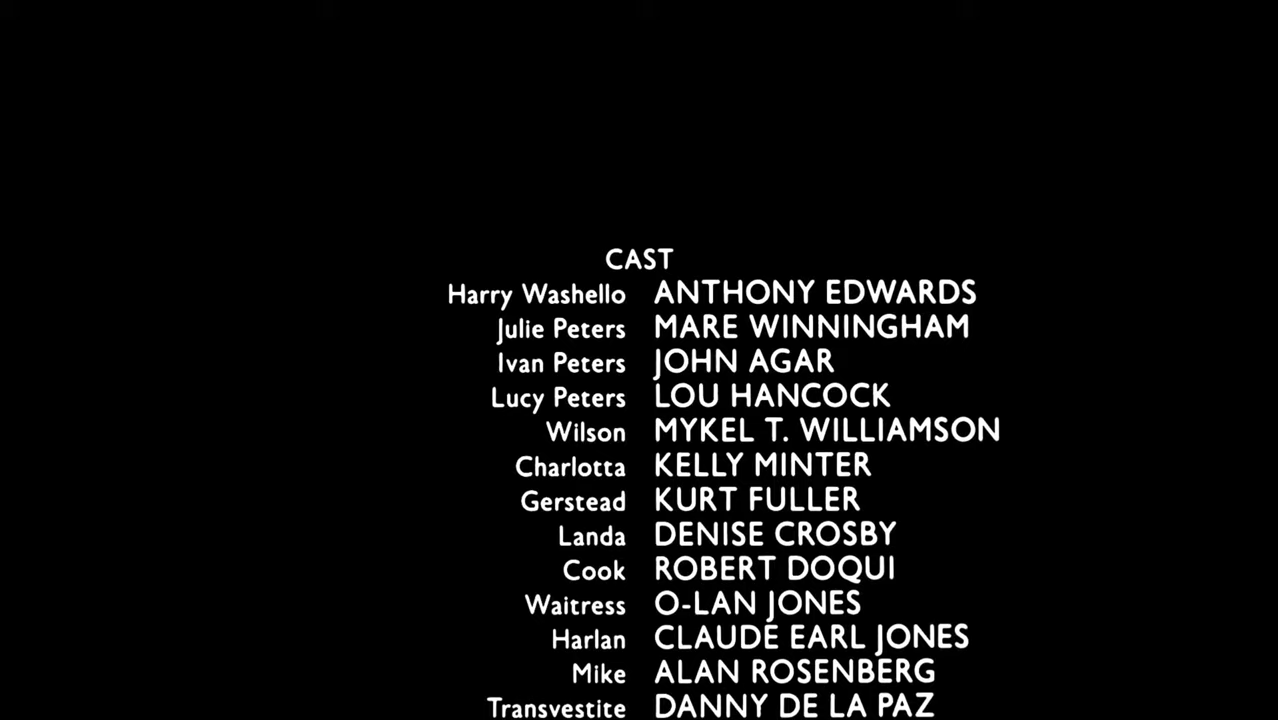 CAST
Harry Washello ANTHONY EDWARDS
Julie Peters MARE WINNINGHAM
Ivan Peters JOHN AGAR
Lucy Peters LOU HANCOCK
Wilson MYKEL T. WILLIAMSON
Charlotta KELLY MINTER
Gerstead KURT FULLER
Landa DENISE CROSBY
Cook ROBERT DOQUI
Waitress O-LAN JONES
Harlan CLAUDE EARL JONES
Mike ALAN ROSENBERG
Transvestite DANNY DE LA PAZ